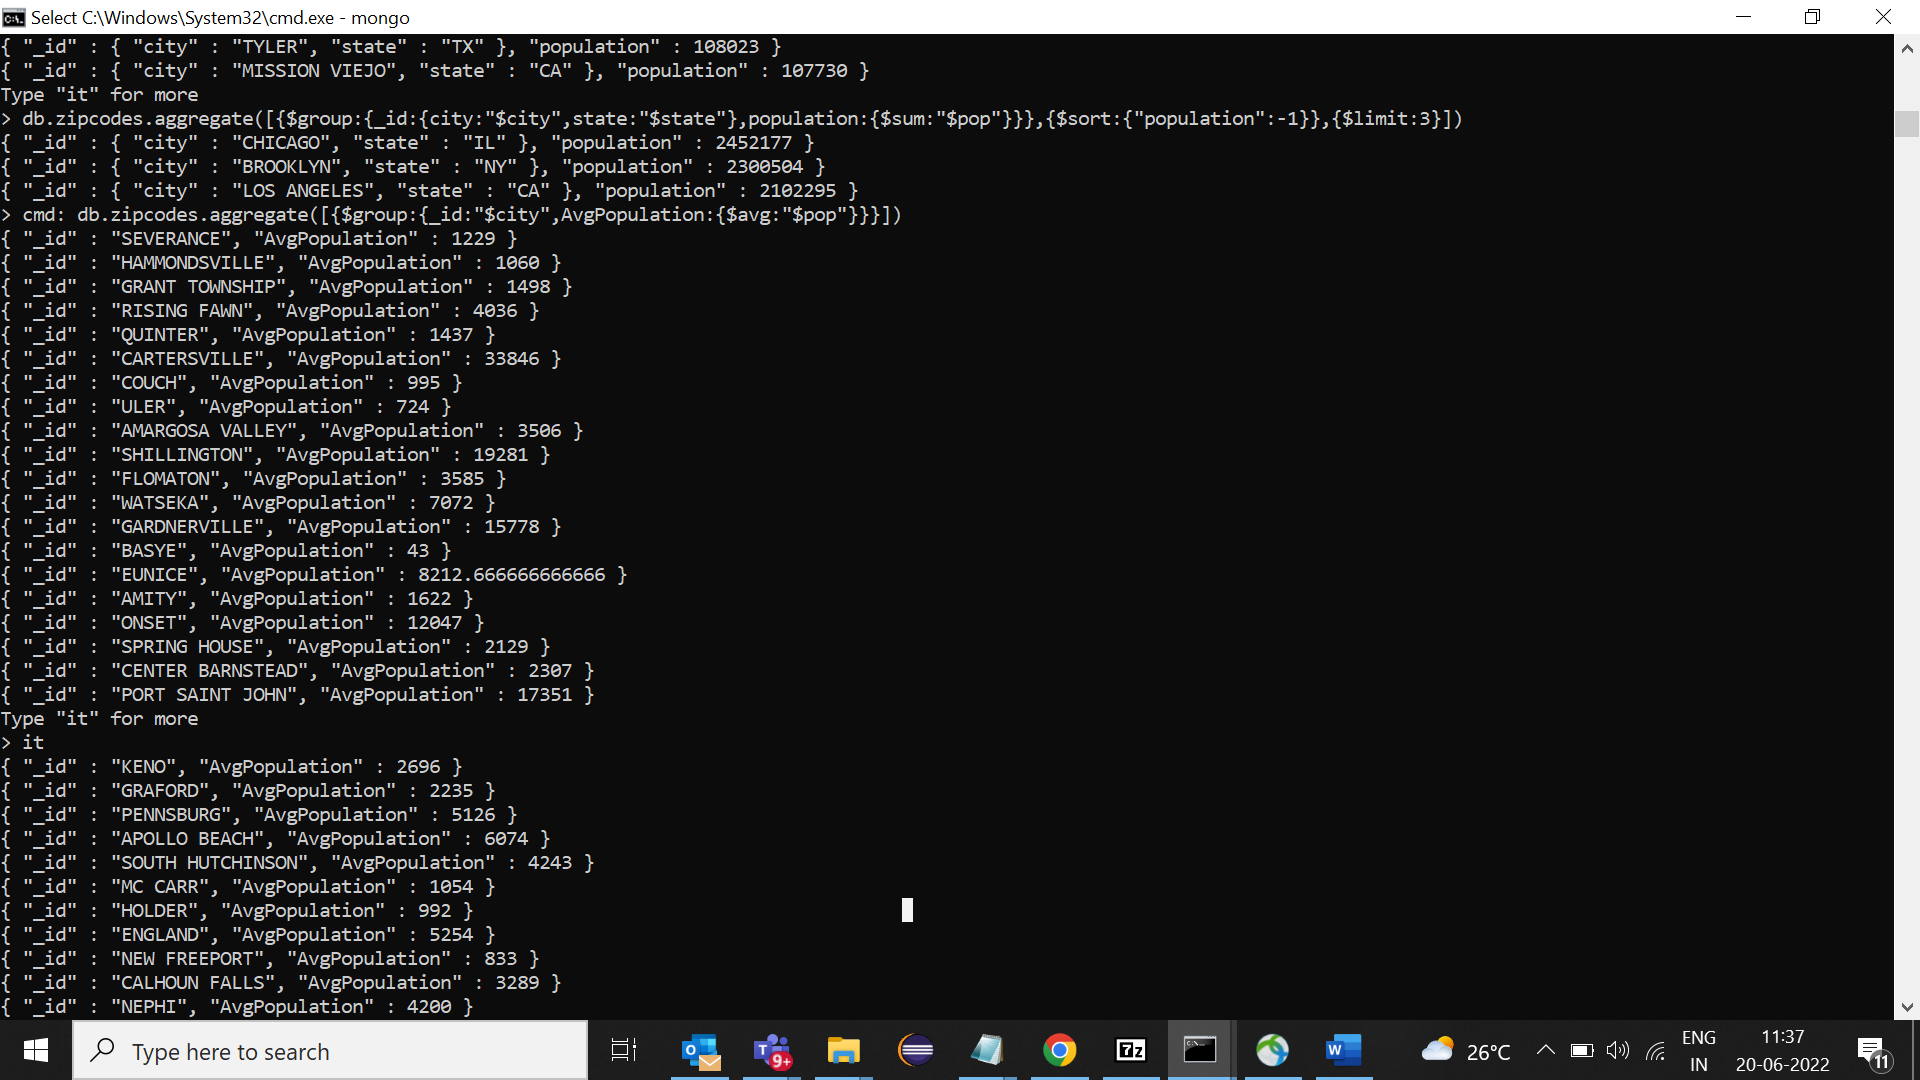 Select C:\Windows\System32\cmd.exe - mongo
{ "_id" : { "city" : "TYLER", "state" : "TX" }, "population" : 108023 }
{ "_id" : { "city" : "MISSION VIEJO", "state" : "CA" }, "population" : 107730 }
Type "it" for more
> db.zipcodes.aggregate([{$group:{_id:{city:"$city",state:"$state"},population:{$sum:"$pop"}}},{$sort:{"population":-1}},{$limit:3}])
{ "_id" : { "city" : "CHICAGO", "state" : "IL" }, "population" : 2452177 }
{ "_id" : { "city" : "BROOKLYN", "state" : "NY" }, "population" : 2300504 }
{ "_id" : { "city" : "LOS ANGELES", "state" : "CA" }, "population" : 2102295 }
> cmd: db.zipcodes.aggregate([{$group:{_id:"$city",AvgPopulation:{$avg:"$pop"}}}])
{ "_id" : "SEVERANCE", "AvgPopulation" : 1229 }
{ "_id" : "HAMMONDSVILLE", "AvgPopulation" : 1060 }
{ "_id" : "GRANT TOWNSHIP", "AvgPopulation" : 1498 }
{ "_id" : "RISING FAWN", "AvgPopulation" : 4036 }
{ "_id" : "QUINTER", "AvgPopulation" : 1437 }
{ "_id" : "CARTERSVILLE", "AvgPopulation" : 33846 }
{ "_id" : "COUCH", "AvgPopulation" : 995 }
{ "_id" : "ULER", "AvgPopulation" : 724 }
{ "_id" : "AMARGOSA VALLEY", "AvgPopulation" : 3506 }
{ "_id" : "SHILLINGTON", "AvgPopulation" : 19281 }
{ "_id" : "FLOMATON", "AvgPopulation" : 3585 }
{ "_id" : "WATSEKA", "AvgPopulation" : 7072 }
{ "_id" : "GARDNERVILLE", "AvgPopulation" : 15778 }
{ "_id" : "BASYE", "AvgPopulation" : 43 }
{ "_id" : "EUNICE", "AvgPopulation" : 8212.666666666666 }
{ "_id" : "AMITY", "AvgPopulation" : 1622 }
{ "_id" : "ONSET", "AvgPopulation" : 12047 }
{ "_id" : "SPRING HOUSE", "AvgPopulation" : 2129 }
{ "_id" : "CENTER BARNSTEAD", "AvgPopulation" : 2307 }
{ "_id" : "PORT SAINT JOHN", "AvgPopulation" : 17351 }
Type "it" for more
> it
{ "_id" : "KENO", "AvgPopulation" : 2696 }
{ "_id" : "GRAFORD", "AvgPopulation" : 2235 }
{ "_id" : "PENNSBURG", "AvgPopulation" : 5126 }
{ "_id" : "APOLLO BEACH", "AvgPopulation" : 6074 }
{ "_id" : "SOUTH HUTCHINSON", "AvgPopulation" : 4243 }
{ "_id" : "MC CARR", "AvgPopulation" : 1054 }
{ "_id" : "HOLDER", "AvgPopulation" : 992 }
{ "_id" : "ENGLAND", "AvgPopulation" : 5254 }
{ "_id" : "NEW FREEPORT", "AvgPopulation" : 833 }
{ "_id" : "CALHOUN FALLS", "AvgPopulation" : 3289 }
{ "_id" : "NEPHI", "AvgPopulation" : 4200 }
Type here to search
9+
26°C
ENG
IN
11:37
20-06-2022
11